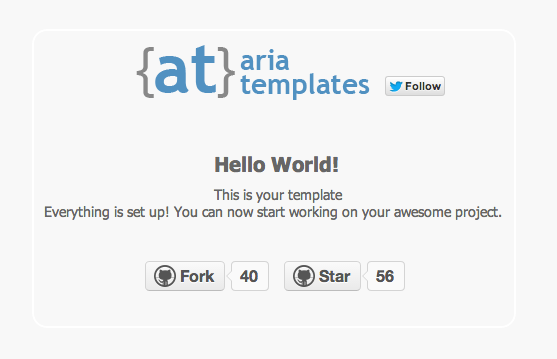 {at} aria
templates
Follow
Hello World!
This is your template
Everything is set up! You can now start working on your awesome project.
Fork 40 Star 56